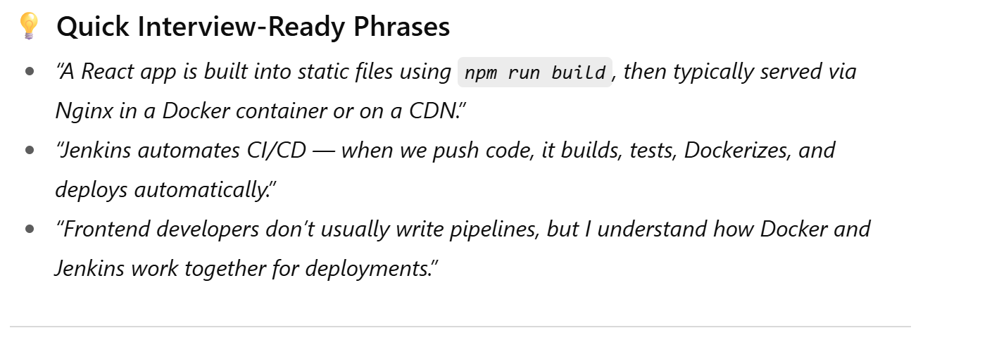 💡 Quick Interview-Ready Phrases
• “A React app is built into static files using npm run build, then typically served via
Nginx in a Docker container or on a CDN.”
• “Jenkins automates CI/CD — when we push code, it builds, tests, Dockerizes, and
deploys automatically.”
• “Frontend developers don’t usually write pipelines, but I understand how Docker and
Jenkins work together for deployments.”